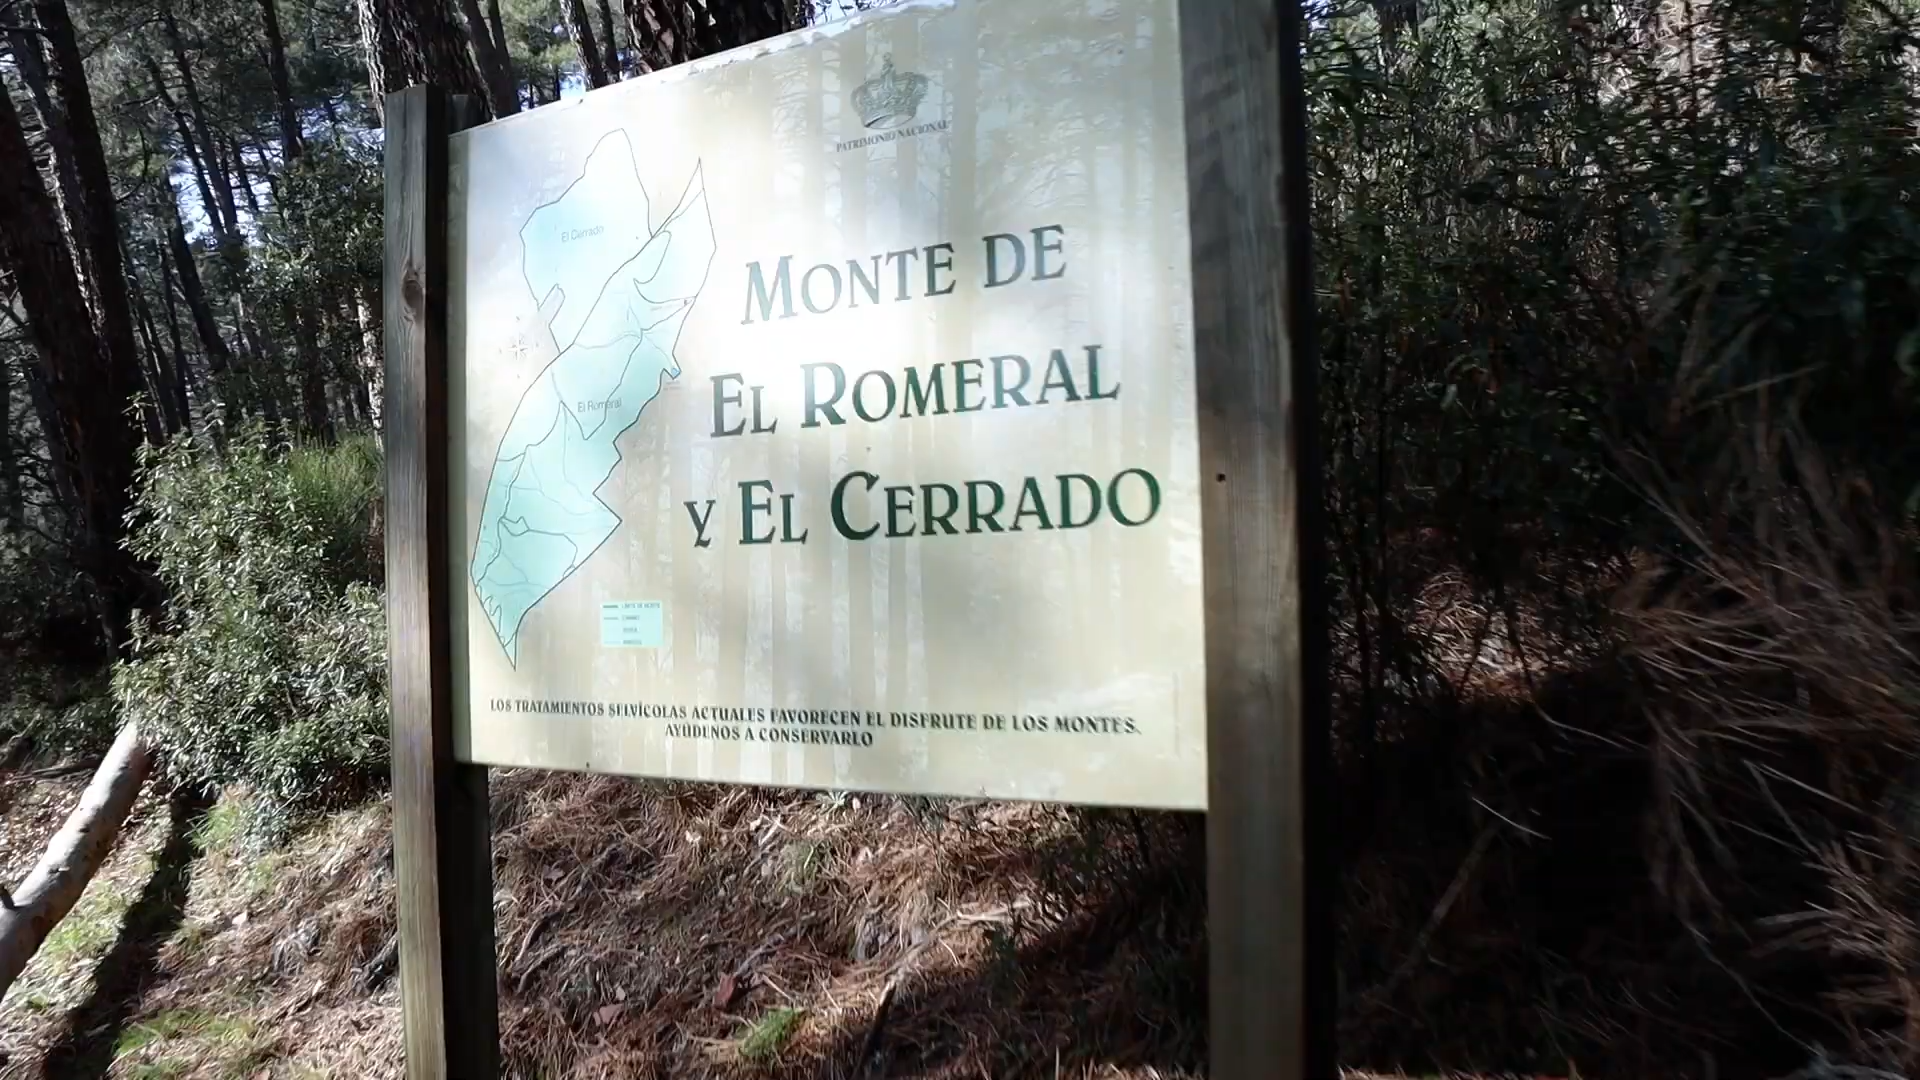 PATRIMONIO NACIONAL
El Cerrado
MONTE DE
EL ROMERAL
Y EL CERRADO
El Romeral
LOS TRATAMIENTOS SELVÍCOLAS ACTUALES FAVORECEN EL DISFRUTE DE LOS MONTES.
AYÚDENOS A CONSERVARLO